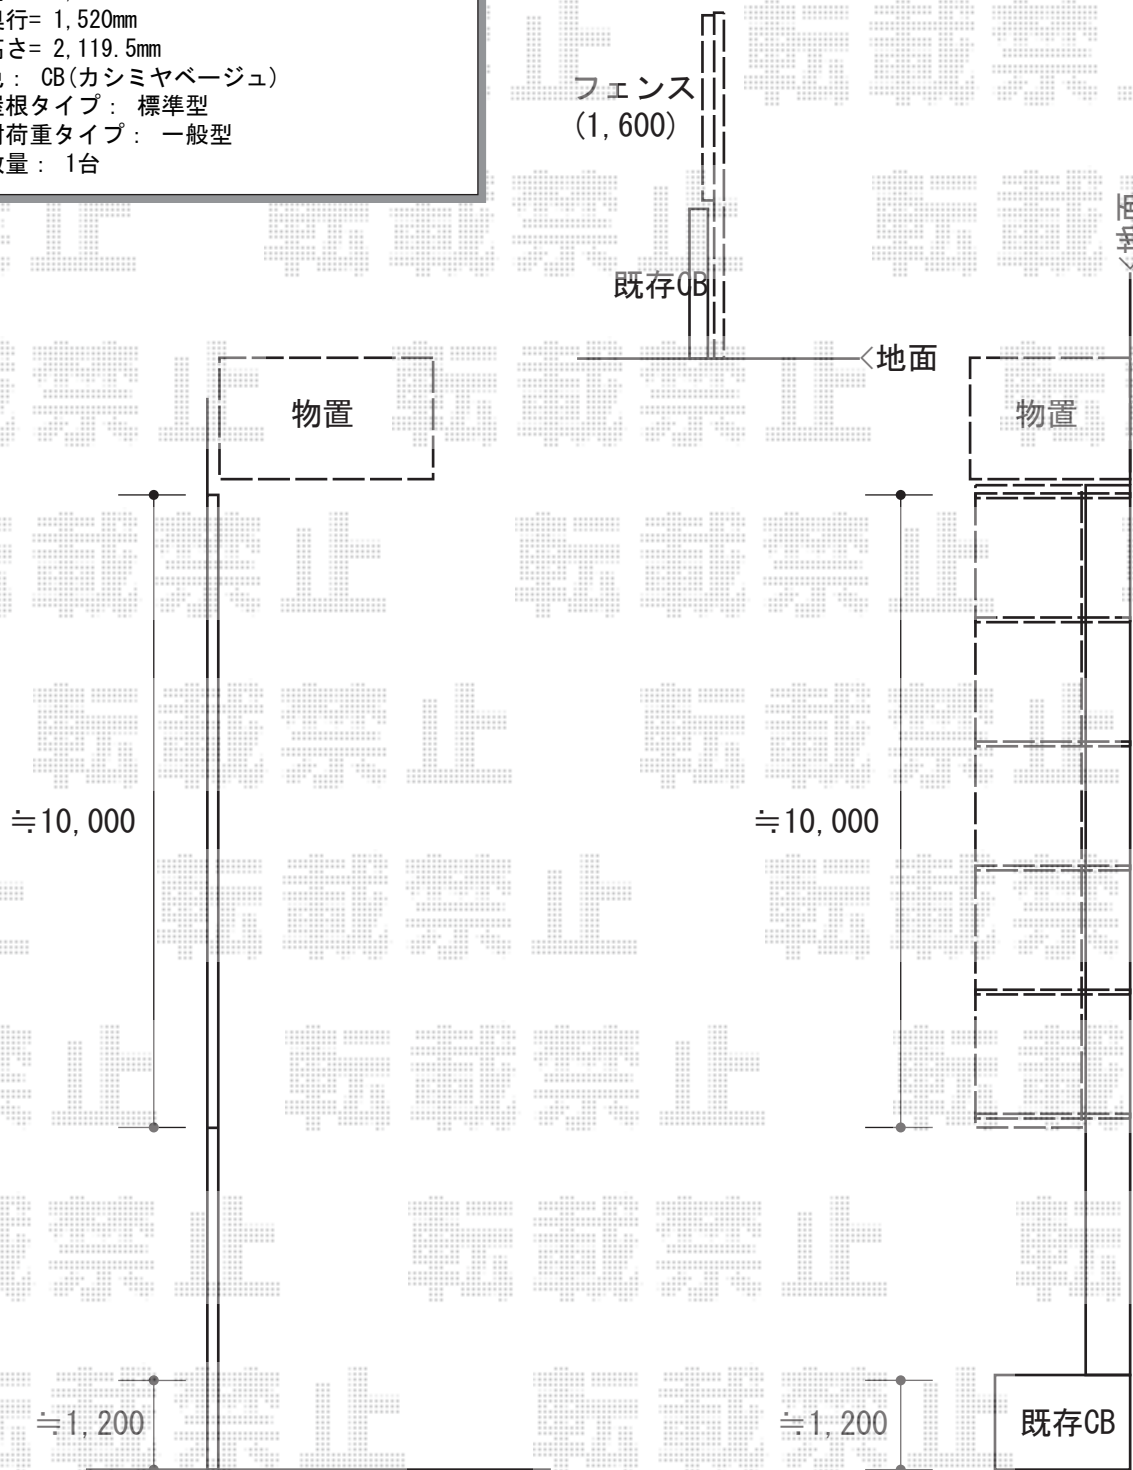 奥行= 1,520mm
高さ= 2,119.5mm
色： CB(カシミヤベージュ)
屋根タイプ： 標準型
耐荷重タイプ： 一般型
数量： 1台
フェンス
(1,600)
既存CB
地面
地面
物置
物置
≒10,000
≒10,000
≒1,200
≒1,200
既存CB
転載禁止